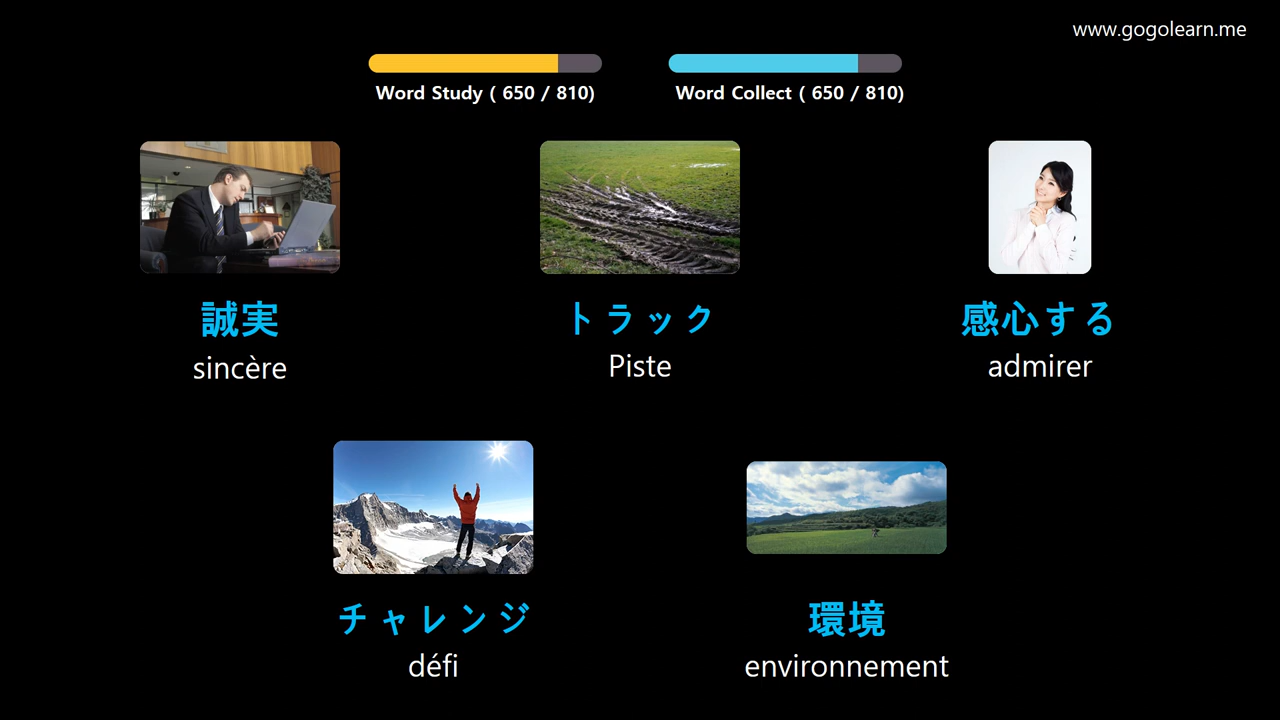 www.gogolearn.me
Word Study ( 650 / 810)
Word Collect ( 650 / 810)
誠実
sincère
トラック
Piste
感心する
admirer
チャレンジ
défi
環境
environnement